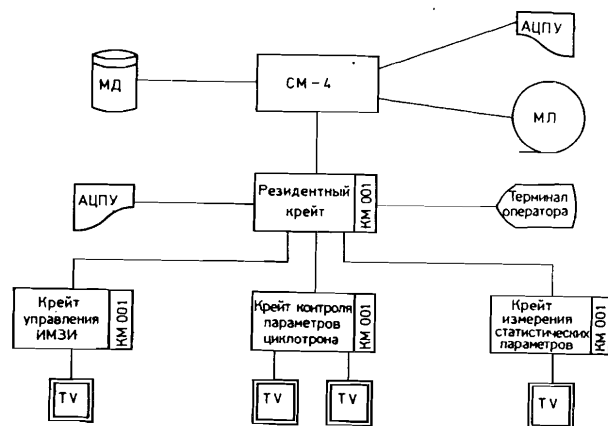 АЦПУ
МД
СМ-4
МЛ
АЦПУ
Резидентный
крейт
КМ 001
Терминал
оператора
Крейт
управления
ИМЗИ
КМ 001
Крейт контроля
параметров
циклотрона
КМ 001
Крейт
измерения
статистических
параметров
КМ 001
TV
TV
TV
TV